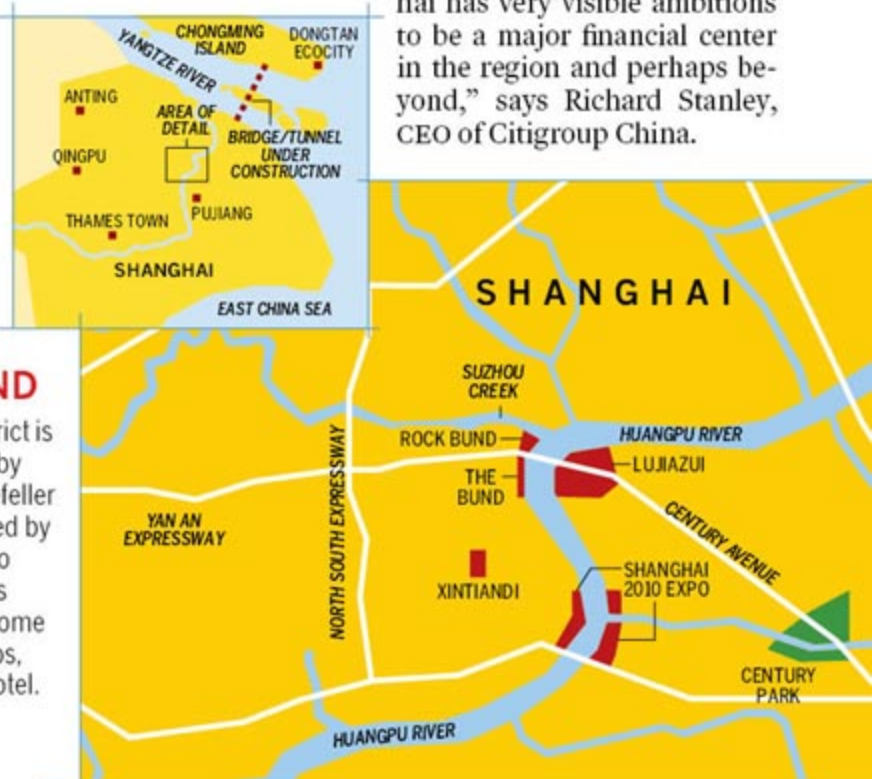 CHONGMING
ISLAND
DONGTAN
ECOCITY
YANGTZE RIVER
ANTING
AREA OF
DETAIL
BRIDGE/TUNNEL
UNDER
CONSTRUCTION
QINGPU
PUJIANG
THAMES TOWN
SHANGHAI
EAST CHINA SEA
nai has very visible ambitions
to be a major financial center
in the region and perhaps be-
yond,” says Richard Stanley,
CEO of Citigroup China.
ND
rict is
by
feller
ed by
o
s
ome
os,
otel.
SHANGHAI
SUZHOU
CREEK
ROCK BUND
HUANGPU RIVER
THE
BUND
LUJIAZUI
YAN AN
EXPRESSWAY
NORTH SOUTH EXPRESSWAY
CENTURY AVENUE
XINTIANDI
SHANGHAI
2010 EXPO
CENTURY
PARK
HUANGPU RIVER